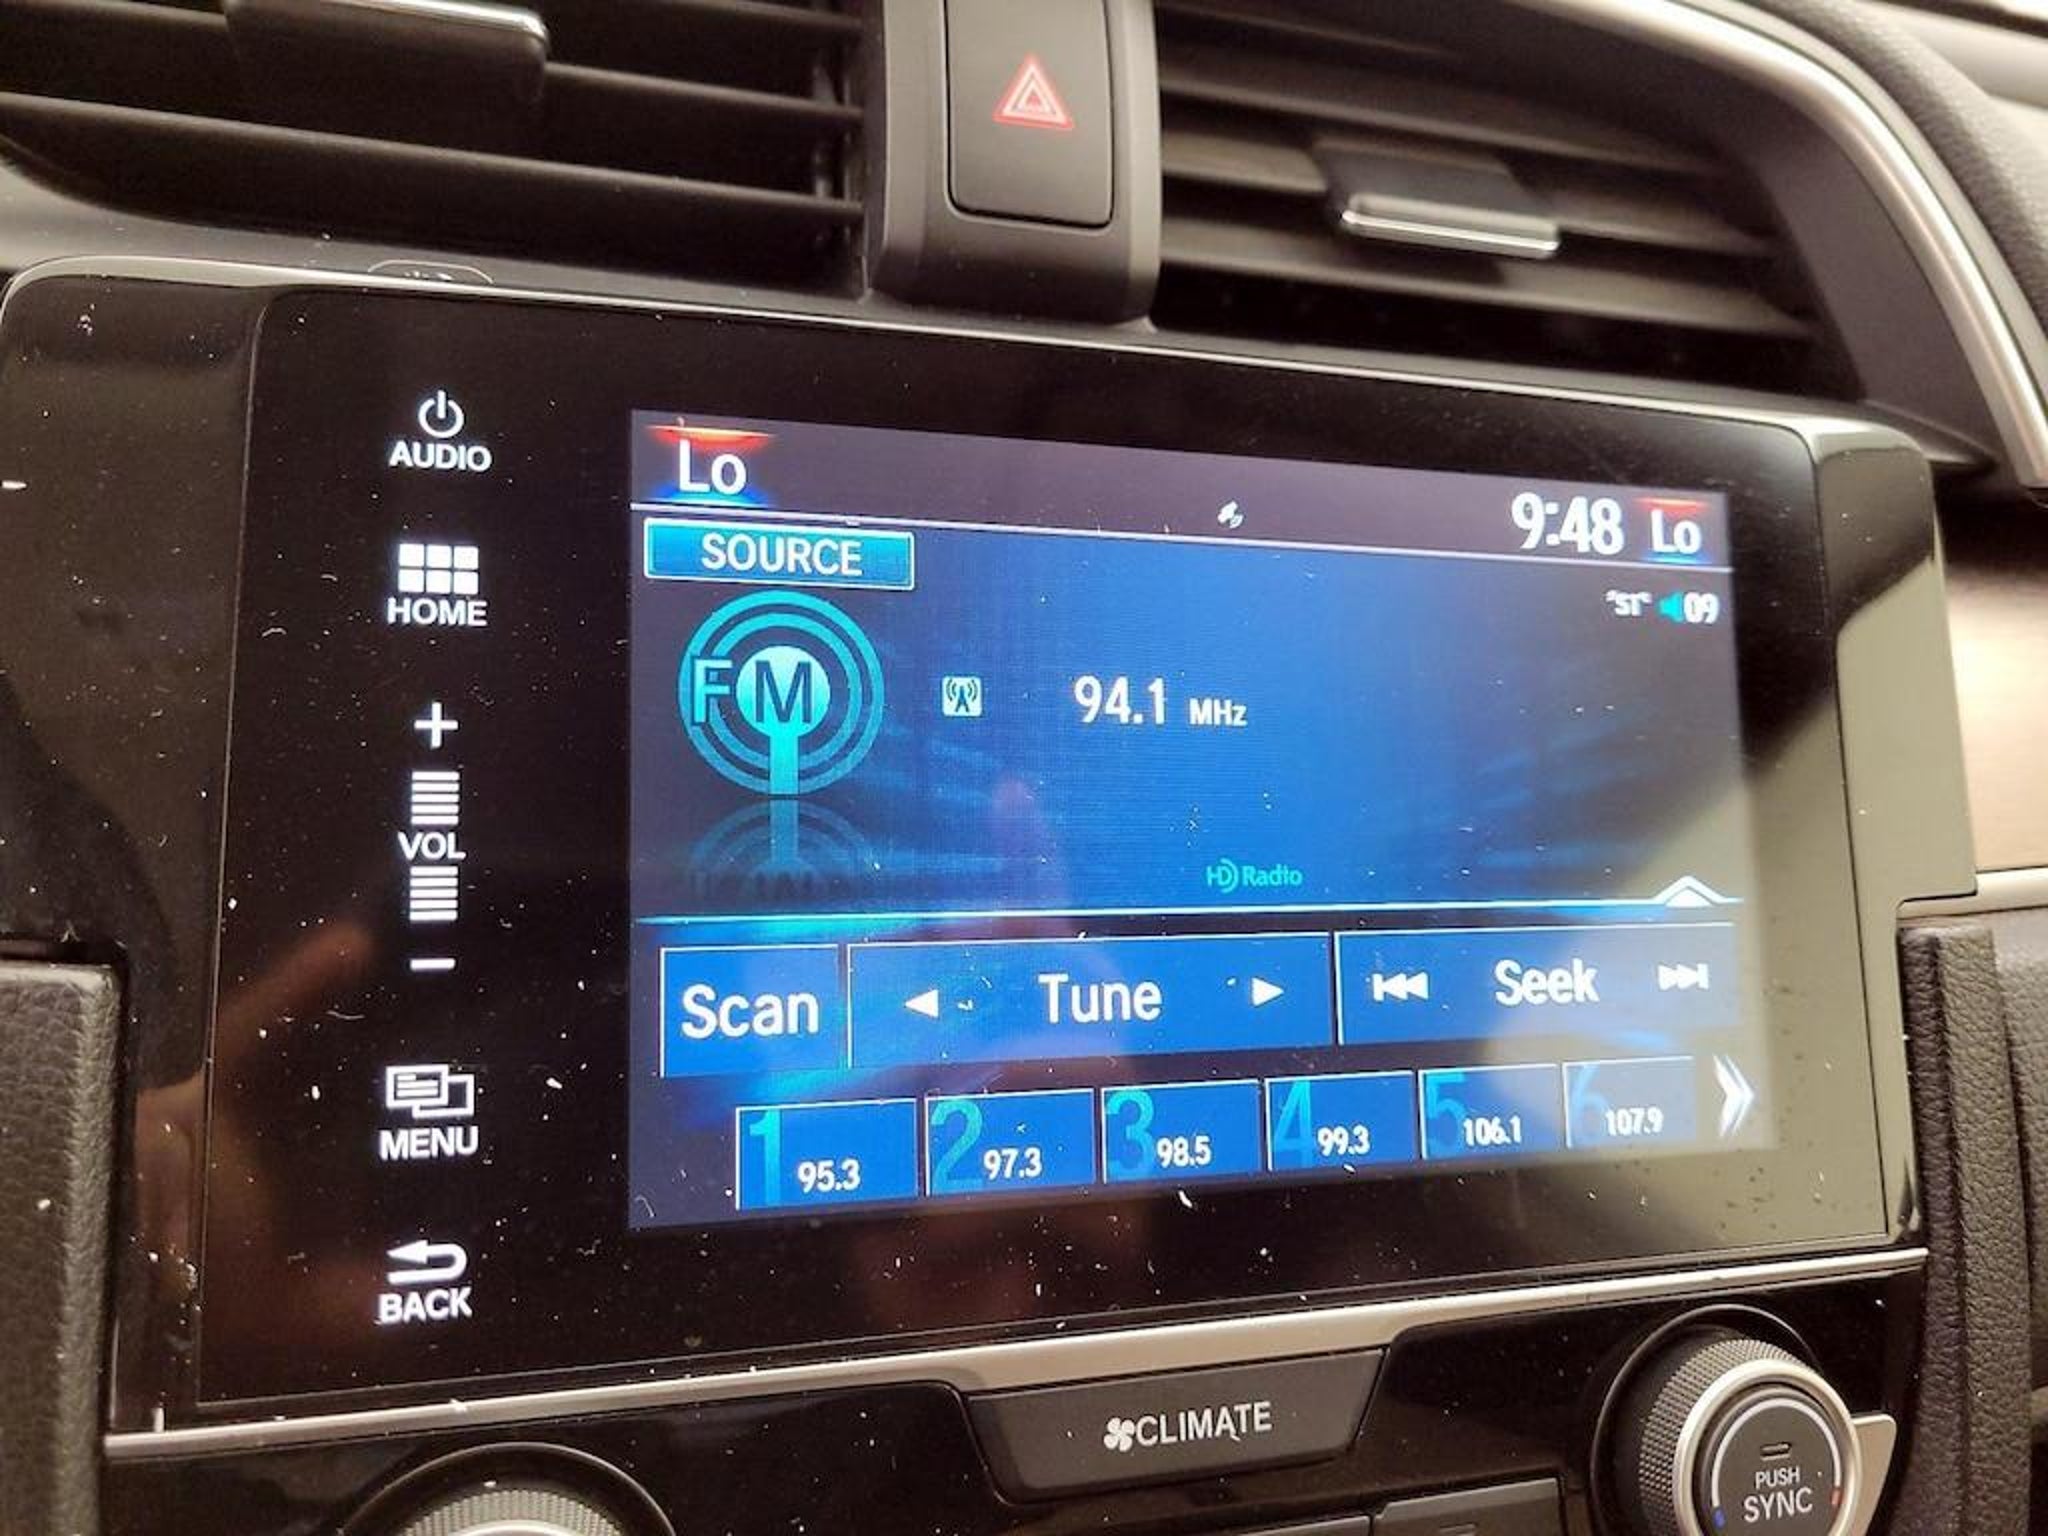 AUDIO
HOME
+
VOL
−
MENU
BACK
Lo
9:48 Lo
SOURCE
"ST" 09
FM
94.1 MHz
HD Radio
Scan
Tune
Seek
1 95.3
2 97.3
3 98.5
4 99.3
5 106.1
6 107.9
CLIMATE
PUSH
SYNC